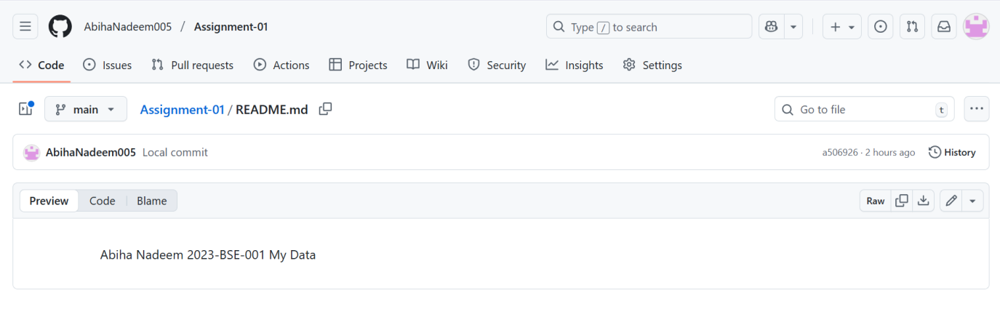 AbihaNadeem005 / Assignment-01 Type / to search
Code Issues Pull requests Actions Projects Wiki Security Insights Settings
main Assignment-01 / README.md Go to file t
AbihaNadeem005 Local commit a506926 · 2 hours ago History
Preview Code Blame Raw
Abiha Nadeem 2023-BSE-001 My Data